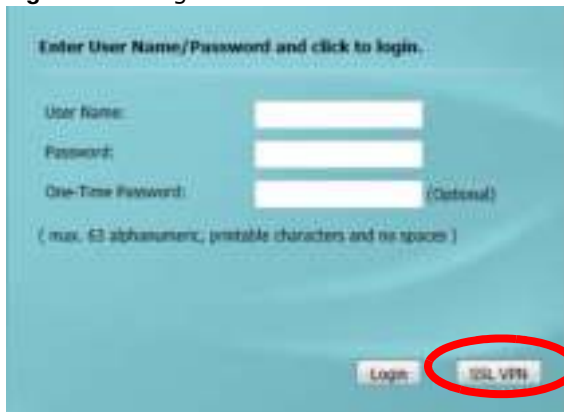 Enter User Name/Password and click to login.
User Name:
Password:
One-Time Password:
(Optional)
( max. 63 alphanumeric, printable characters and no spaces )
Login
SSL VPN